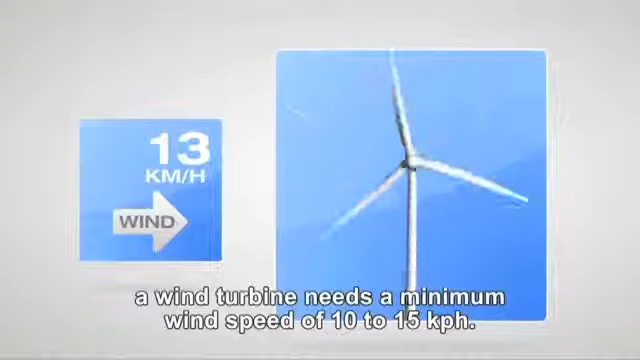 13
KM/H
WIND
a wind turbine needs a minimum
wind speed of 10 to 15 kph.